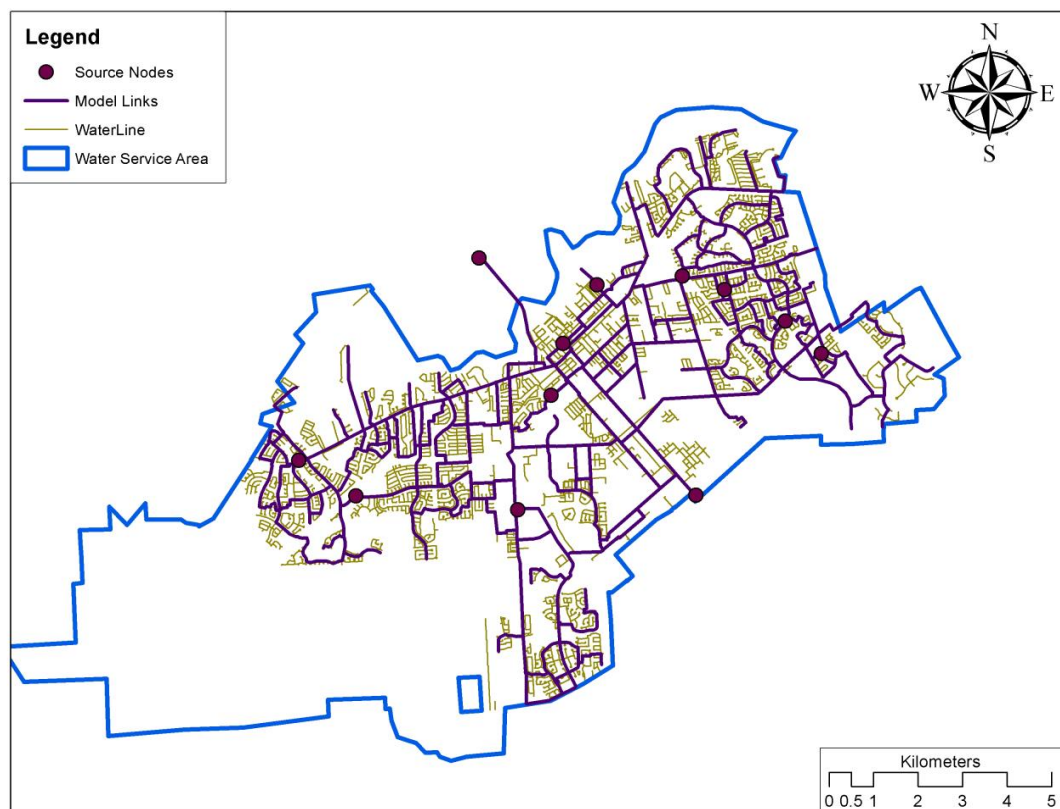 Legend
Source Nodes
Model Links
WaterLine
Water Service Area
N
W E
S
Kilometers
0 0.5 1 2 3 4 5